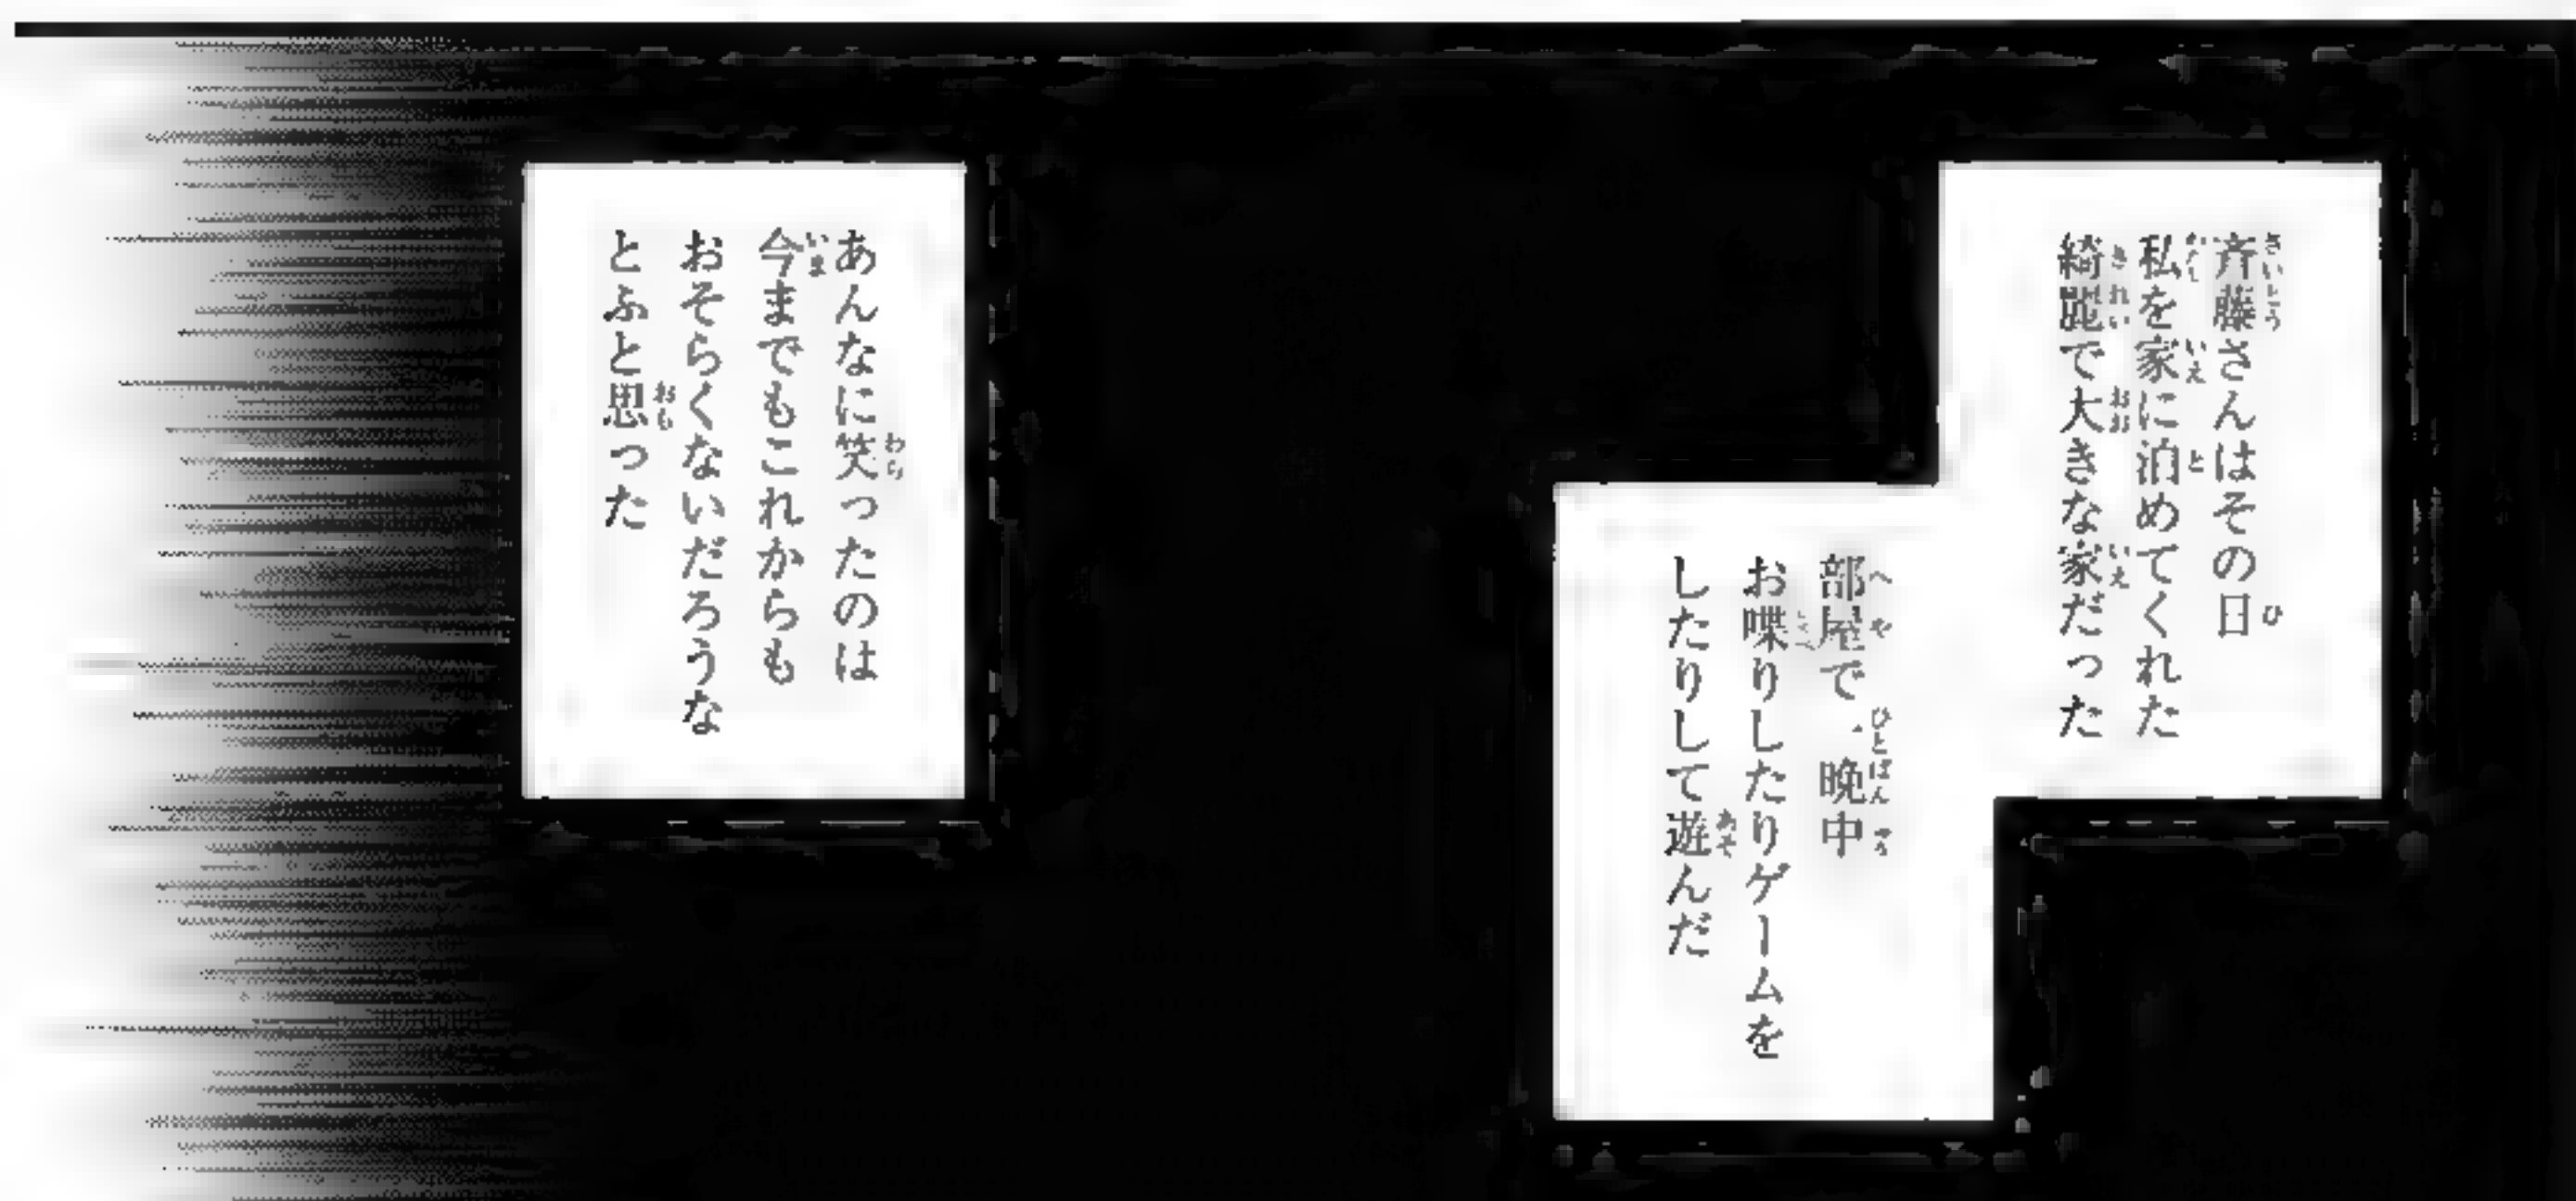 斉藤さんはその日
私を家に泊めてくれた
綺麗で大きな家だった
部屋で一晩中
お喋りしたりゲームを
したりして遊んだ
あんなに笑ったのは
今までもこれからも
おそらくないだろうな
とふと思った